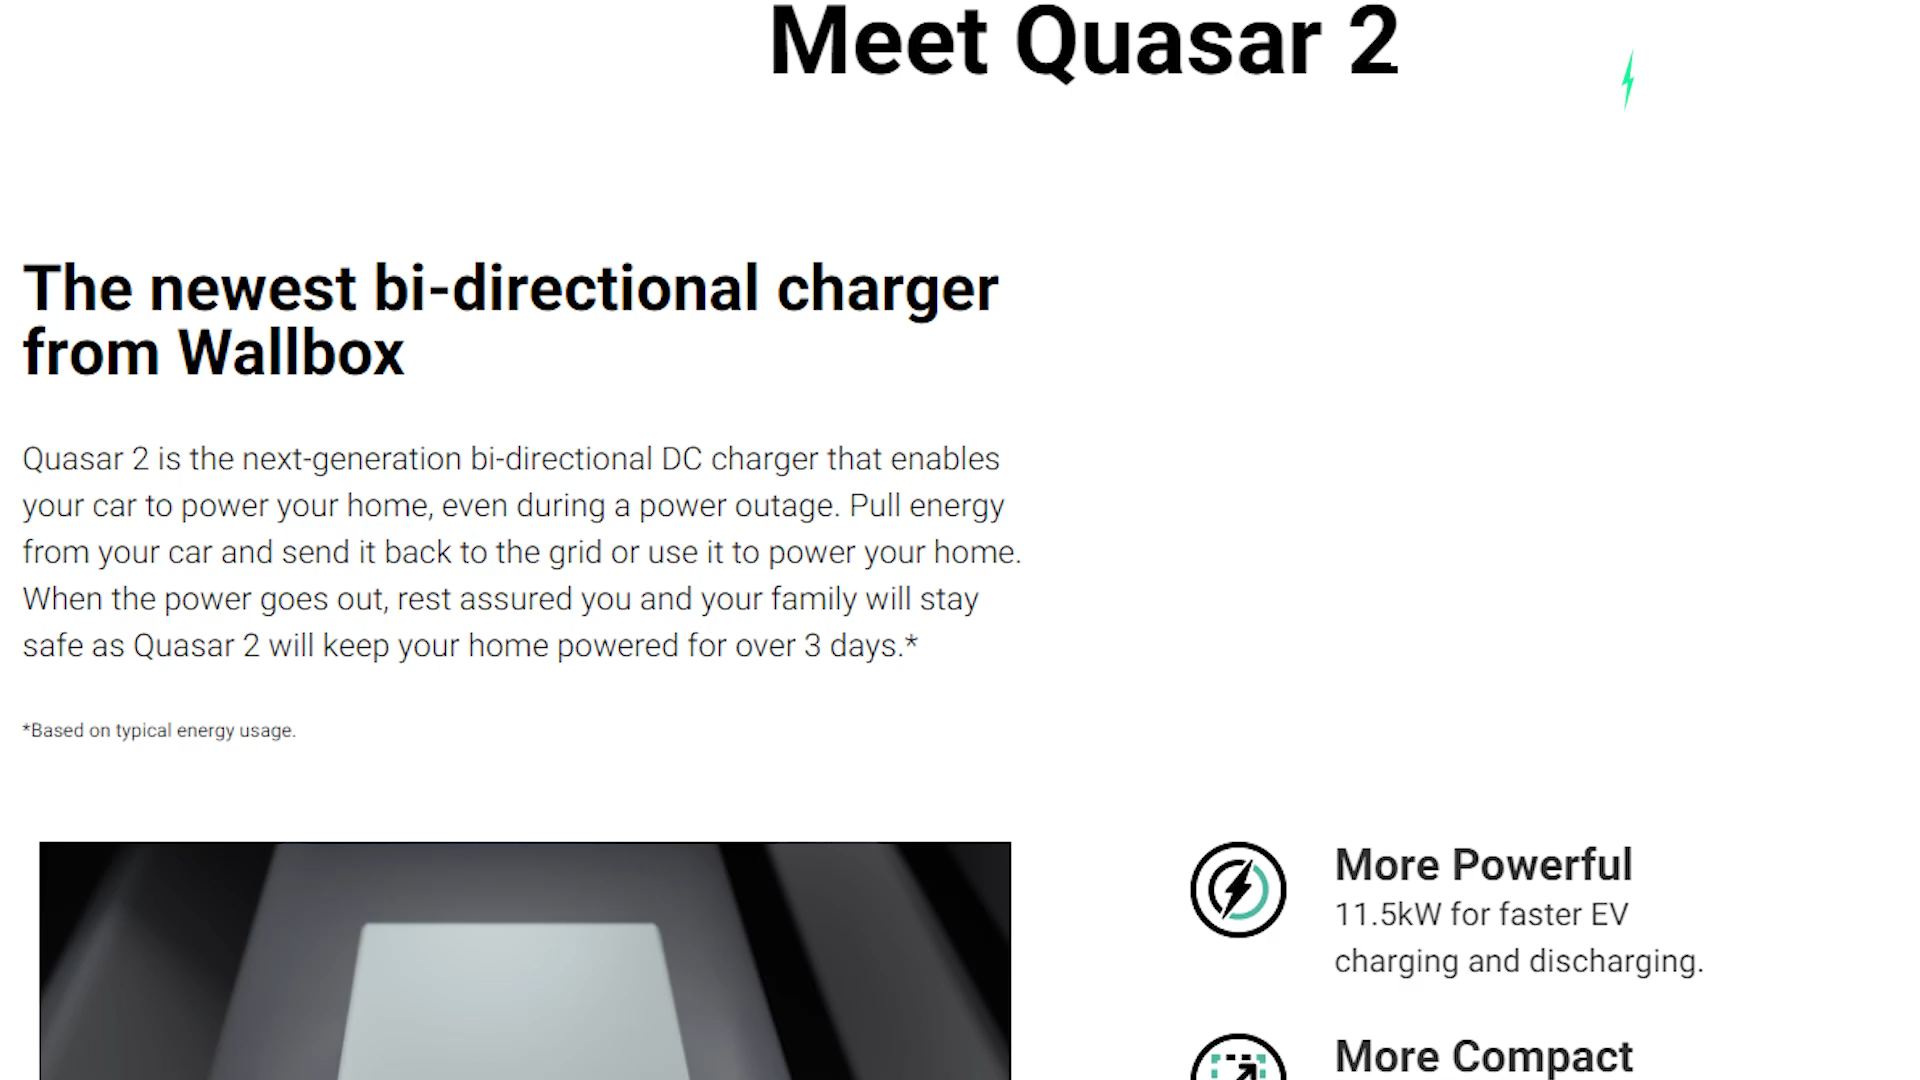 Meet Quasar 2
The newest bi-directional charger
from Wallbox
Quasar 2 is the next-generation bi-directional DC charger that enables
your car to power your home, even during a power outage. Pull energy
from your car and send it back to the grid or use it to power your home.
When the power goes out, rest assured you and your family will stay
safe as Quasar 2 will keep your home powered for over 3 days.*
*Based on typical energy usage.
More Powerful
11.5kW for faster EV
charging and discharging.
More Compact